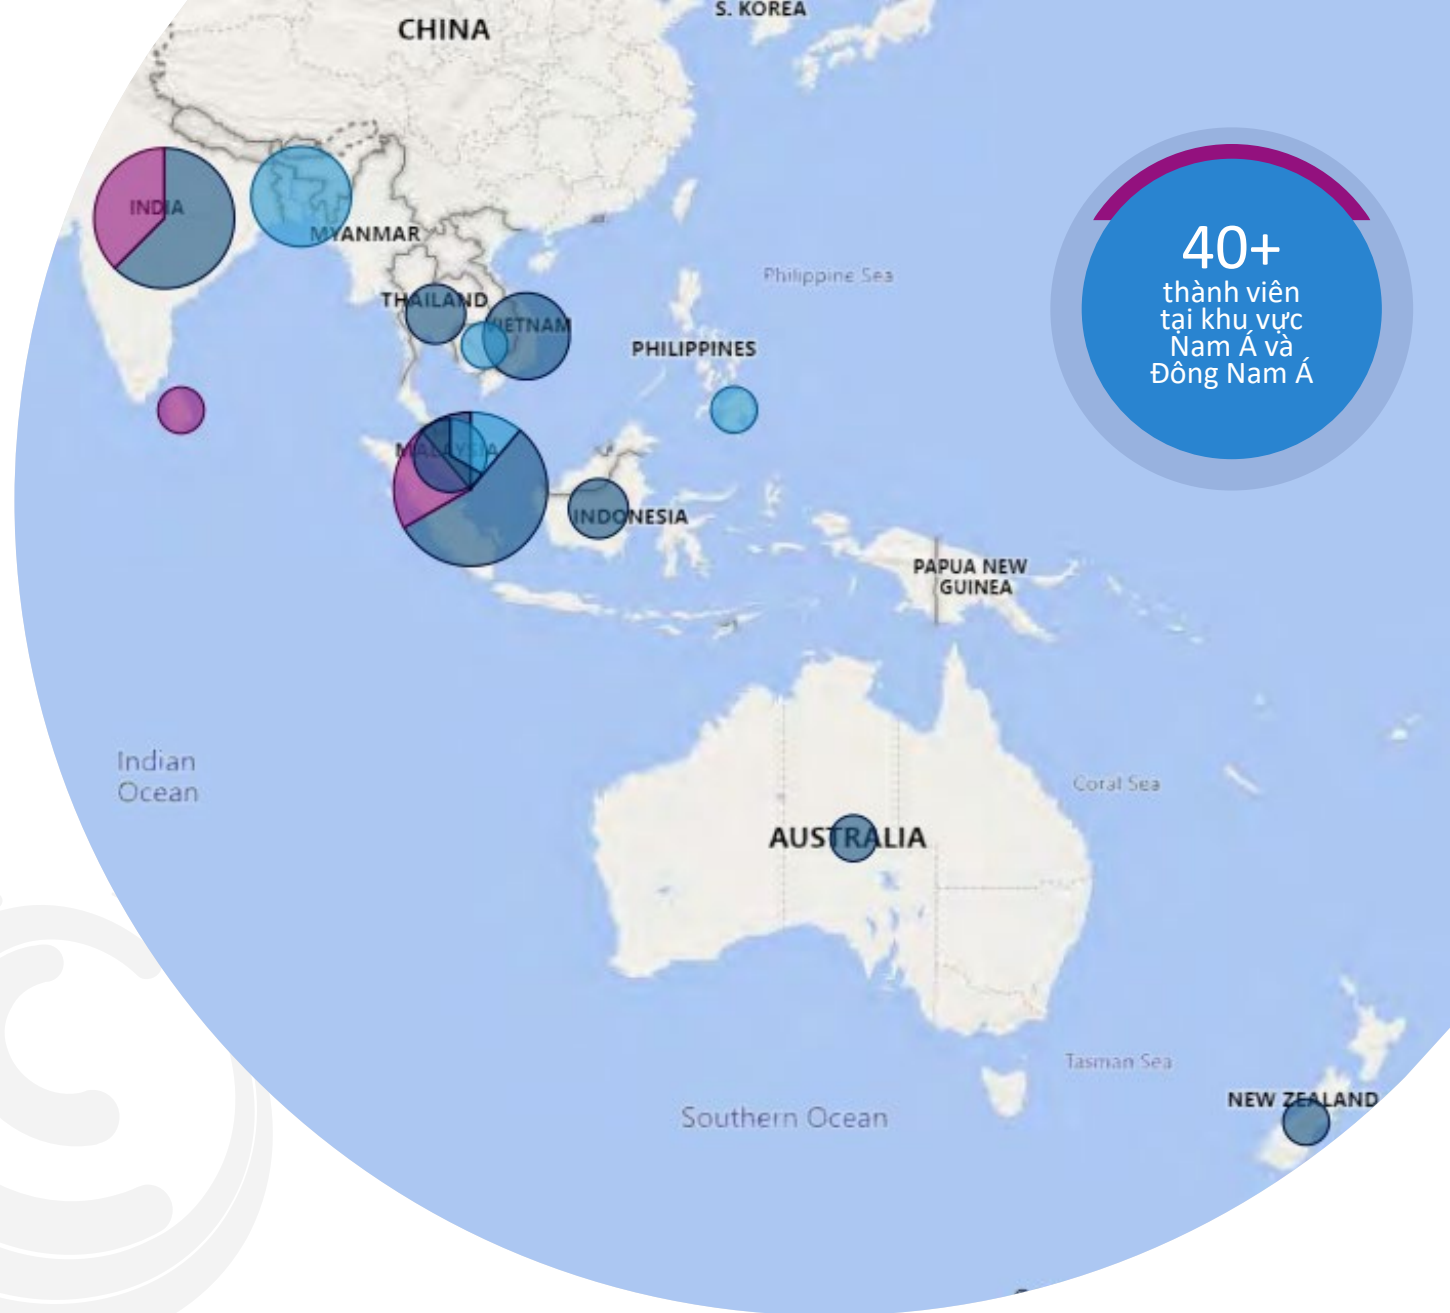 S. KOREA
CHINA
INDIA
MYANMAR
THAILAND
VIETNAM
Philippine Sea
PHILIPPINES
40+
thành viên
tại khu vực
Nam Á và
Đông Nam Á
MALAYSIA
INDONESIA
PAPUA NEW
GUINEA
Indian
Ocean
Coral Sea
AUSTRALIA
Tasman Sea
NEW ZEALAND
Southern Ocean